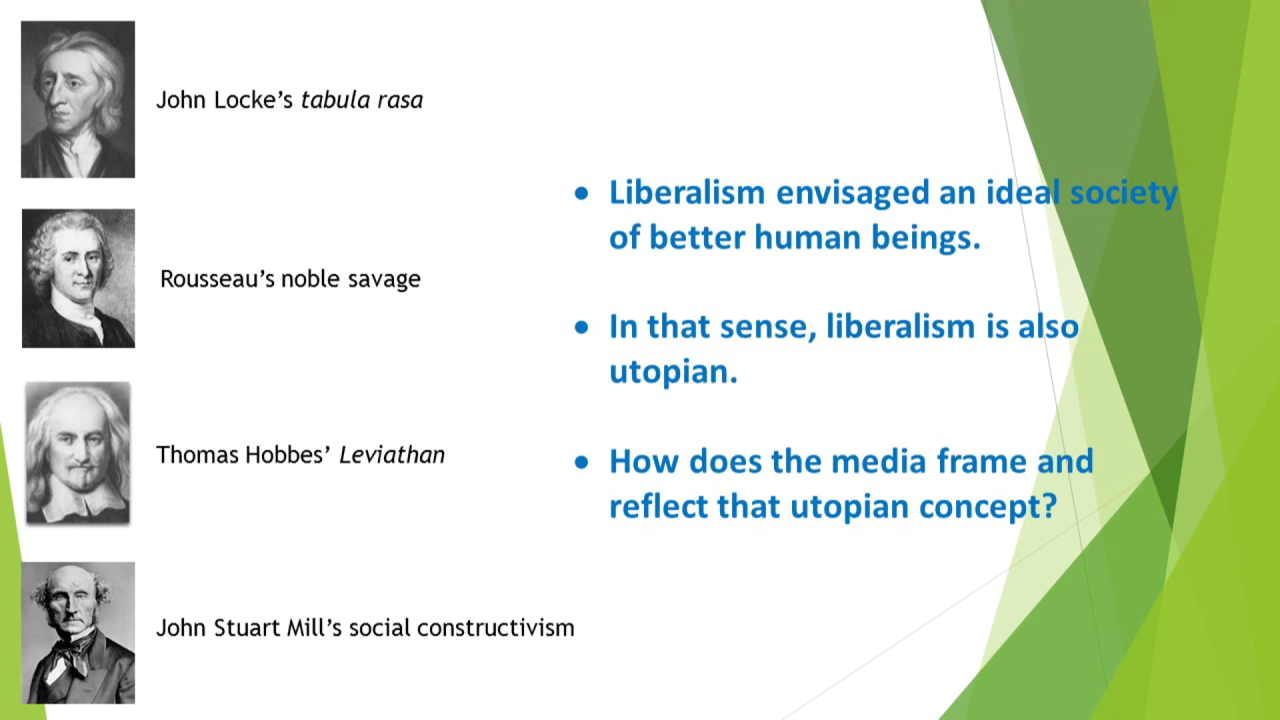 John Locke’s tabula rasa
Rousseau’s noble savage
Thomas Hobbes’ Leviathan
John Stuart Mill’s social constructivism
• Liberalism envisaged an ideal society
of better human beings.
• In that sense, liberalism is also
utopian.
• How does the media frame and
reflect that utopian concept?